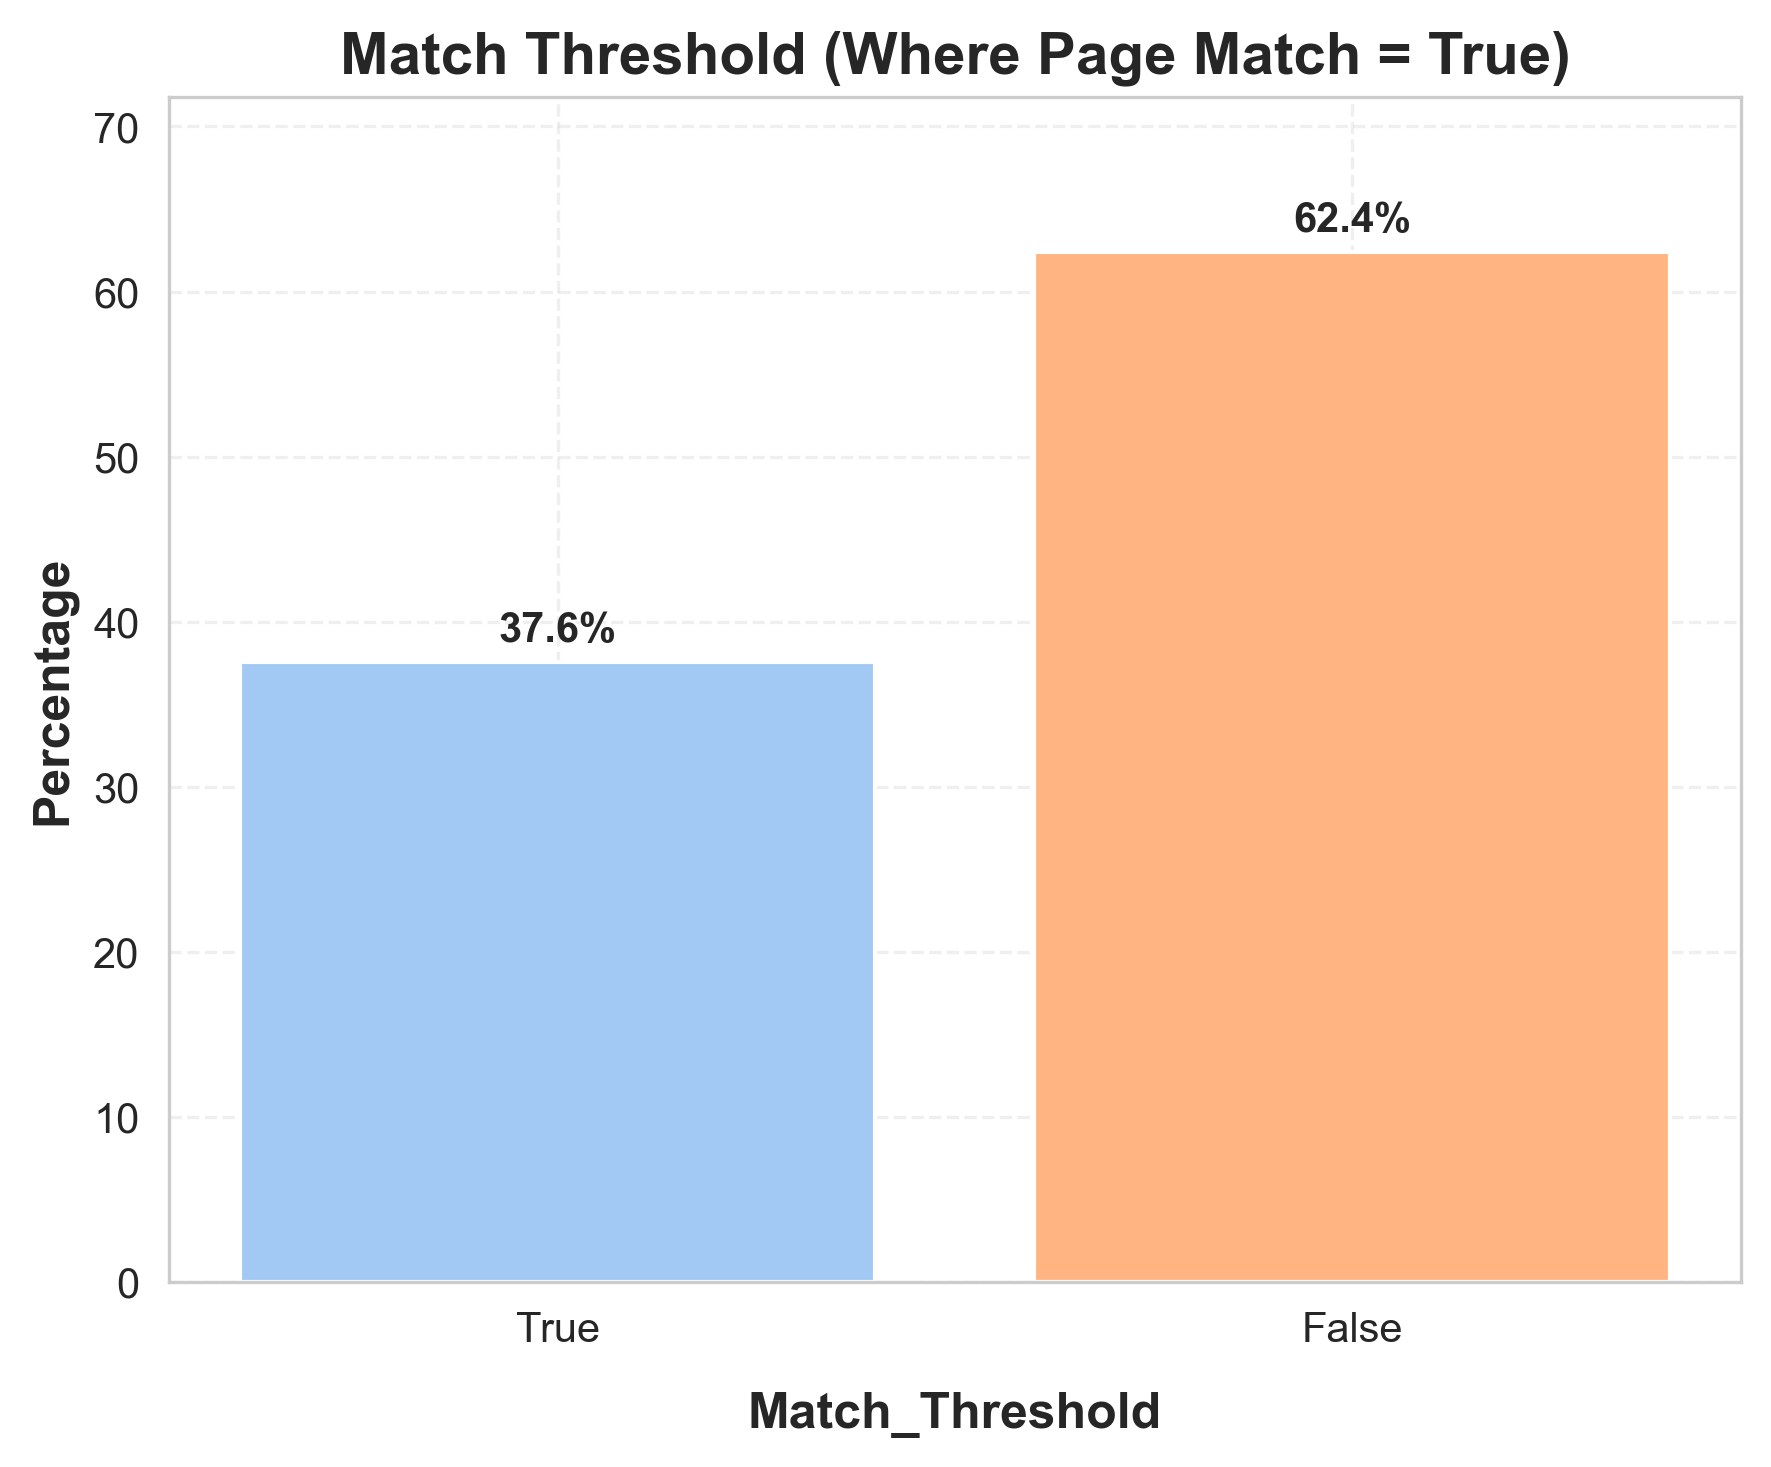 Match Threshold (Where Page Match = True)
Percentage
70
60
50
40
30
20
10
0
62.4%
37.6%
True
False
Match_Threshold